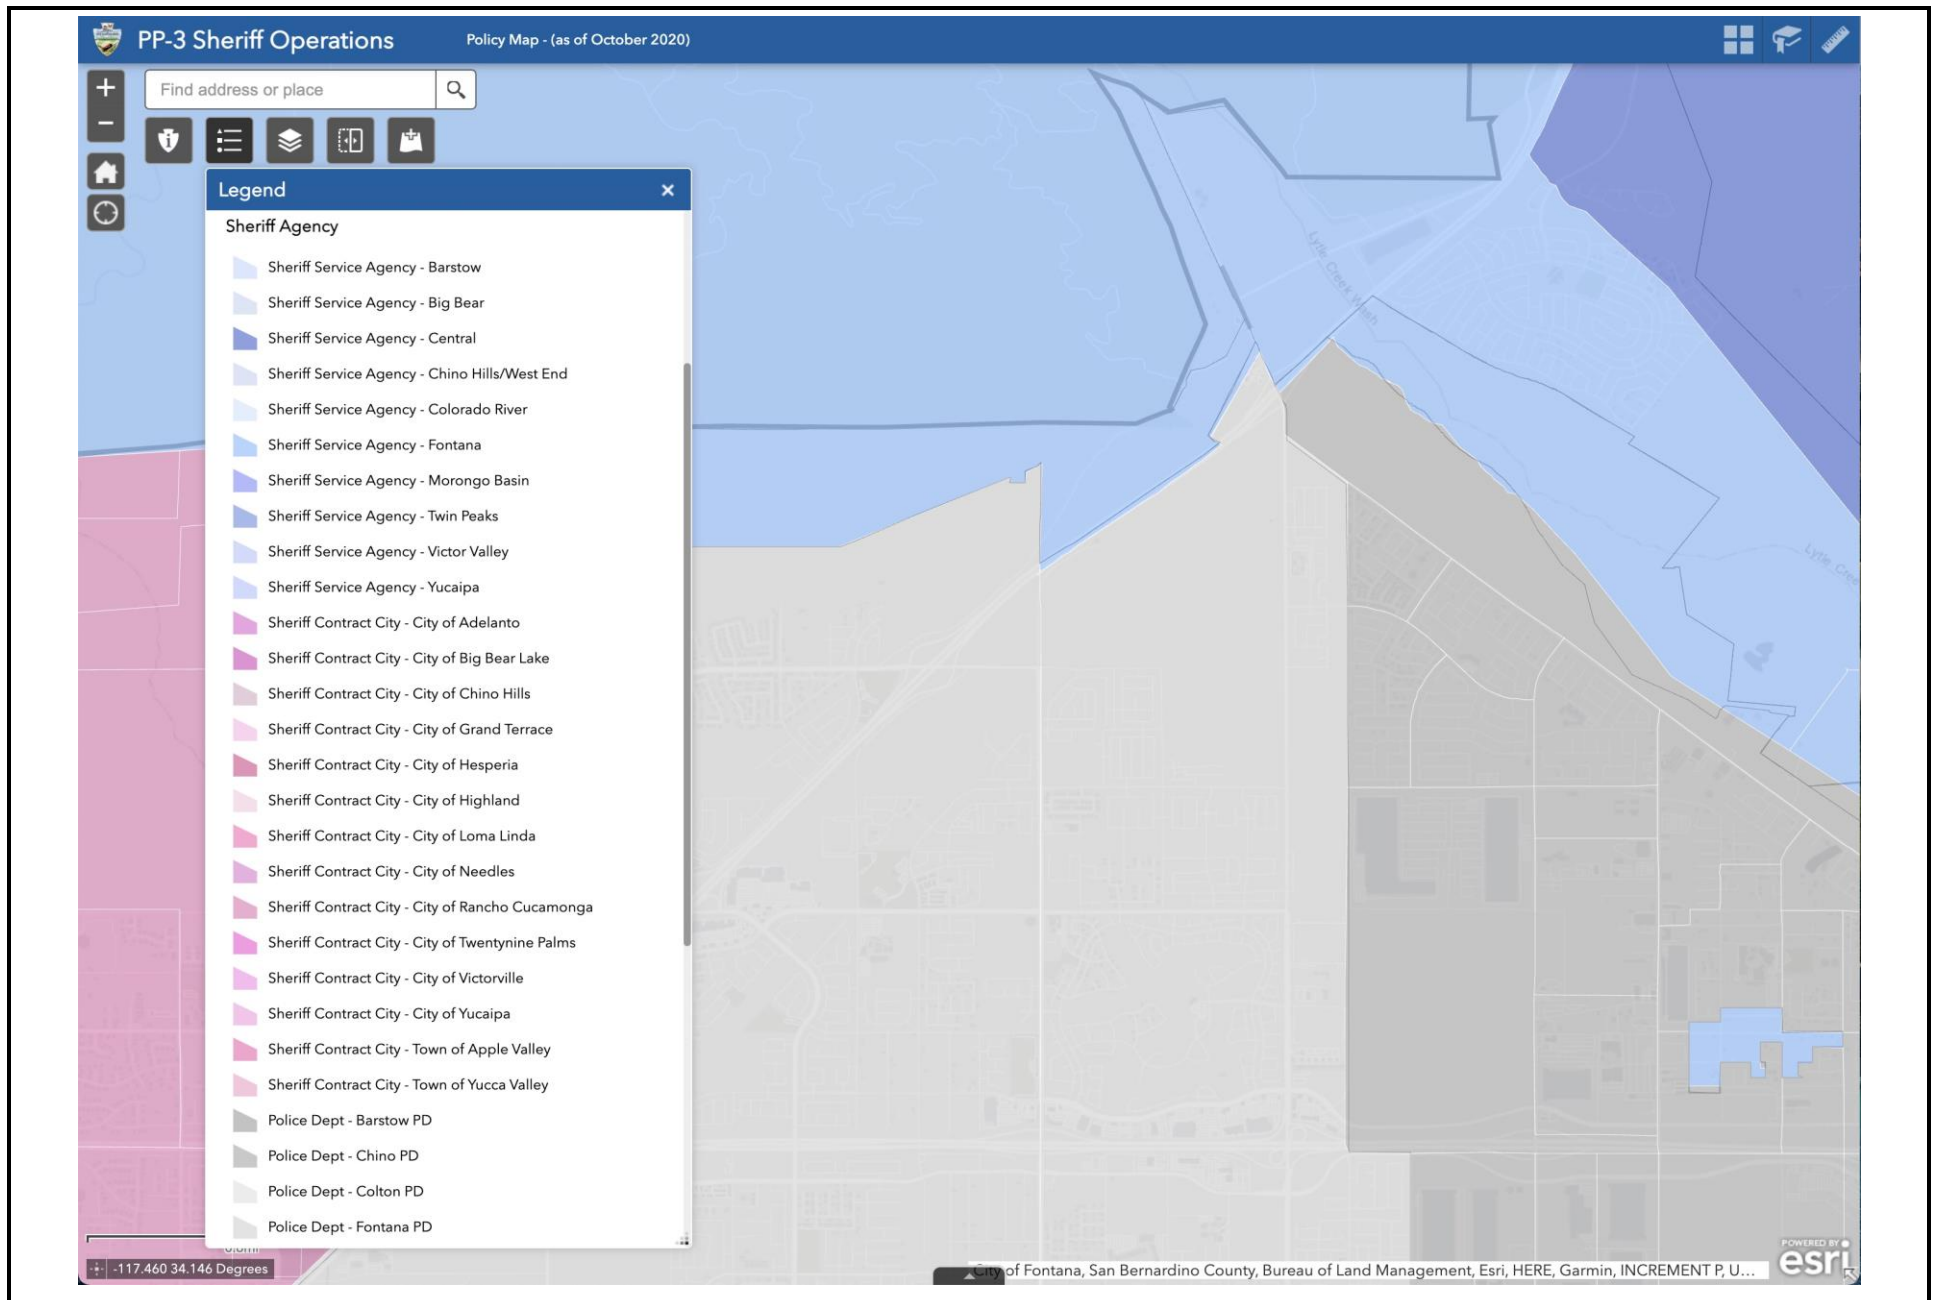 PP-3 Sheriff Operations
Policy Map - (as of October 2020)
Find address or place
Legend
Sheriff Agency
Sheriff Service Agency - Barstow
Sheriff Service Agency - Big Bear
Sheriff Service Agency - Central
Sheriff Service Agency - Chino Hills/West End
Sheriff Service Agency - Colorado River
Sheriff Service Agency - Fontana
Sheriff Service Agency - Morongo Basin
Sheriff Service Agency - Twin Peaks
Sheriff Service Agency - Victor Valley
Sheriff Service Agency - Yucaipa
Sheriff Contract City - City of Adelanto
Sheriff Contract City - City of Big Bear Lake
Sheriff Contract City - City of Chino Hills
Sheriff Contract City - City of Grand Terrace
Sheriff Contract City - City of Hesperia
Sheriff Contract City - City of Highland
Sheriff Contract City - City of Loma Linda
Sheriff Contract City - City of Needles
Sheriff Contract City - City of Rancho Cucamonga
Sheriff Contract City - City of Twentynine Palms
Sheriff Contract City - City of Victorville
Sheriff Contract City - City of Yucaipa
Sheriff Contract City - Town of Apple Valley
Sheriff Contract City - Town of Yucca Valley
Police Dept - Barstow PD
Police Dept - Chino PD
Police Dept - Colton PD
Police Dept - Fontana PD
Lytle Creek Wash
Lytle Cree
-117.460 34.146 Degrees
City of Fontana, San Bernardino County, Bureau of Land Management, Esri, HERE, Garmin, INCREMENT P, U...
POWERED BY
esri